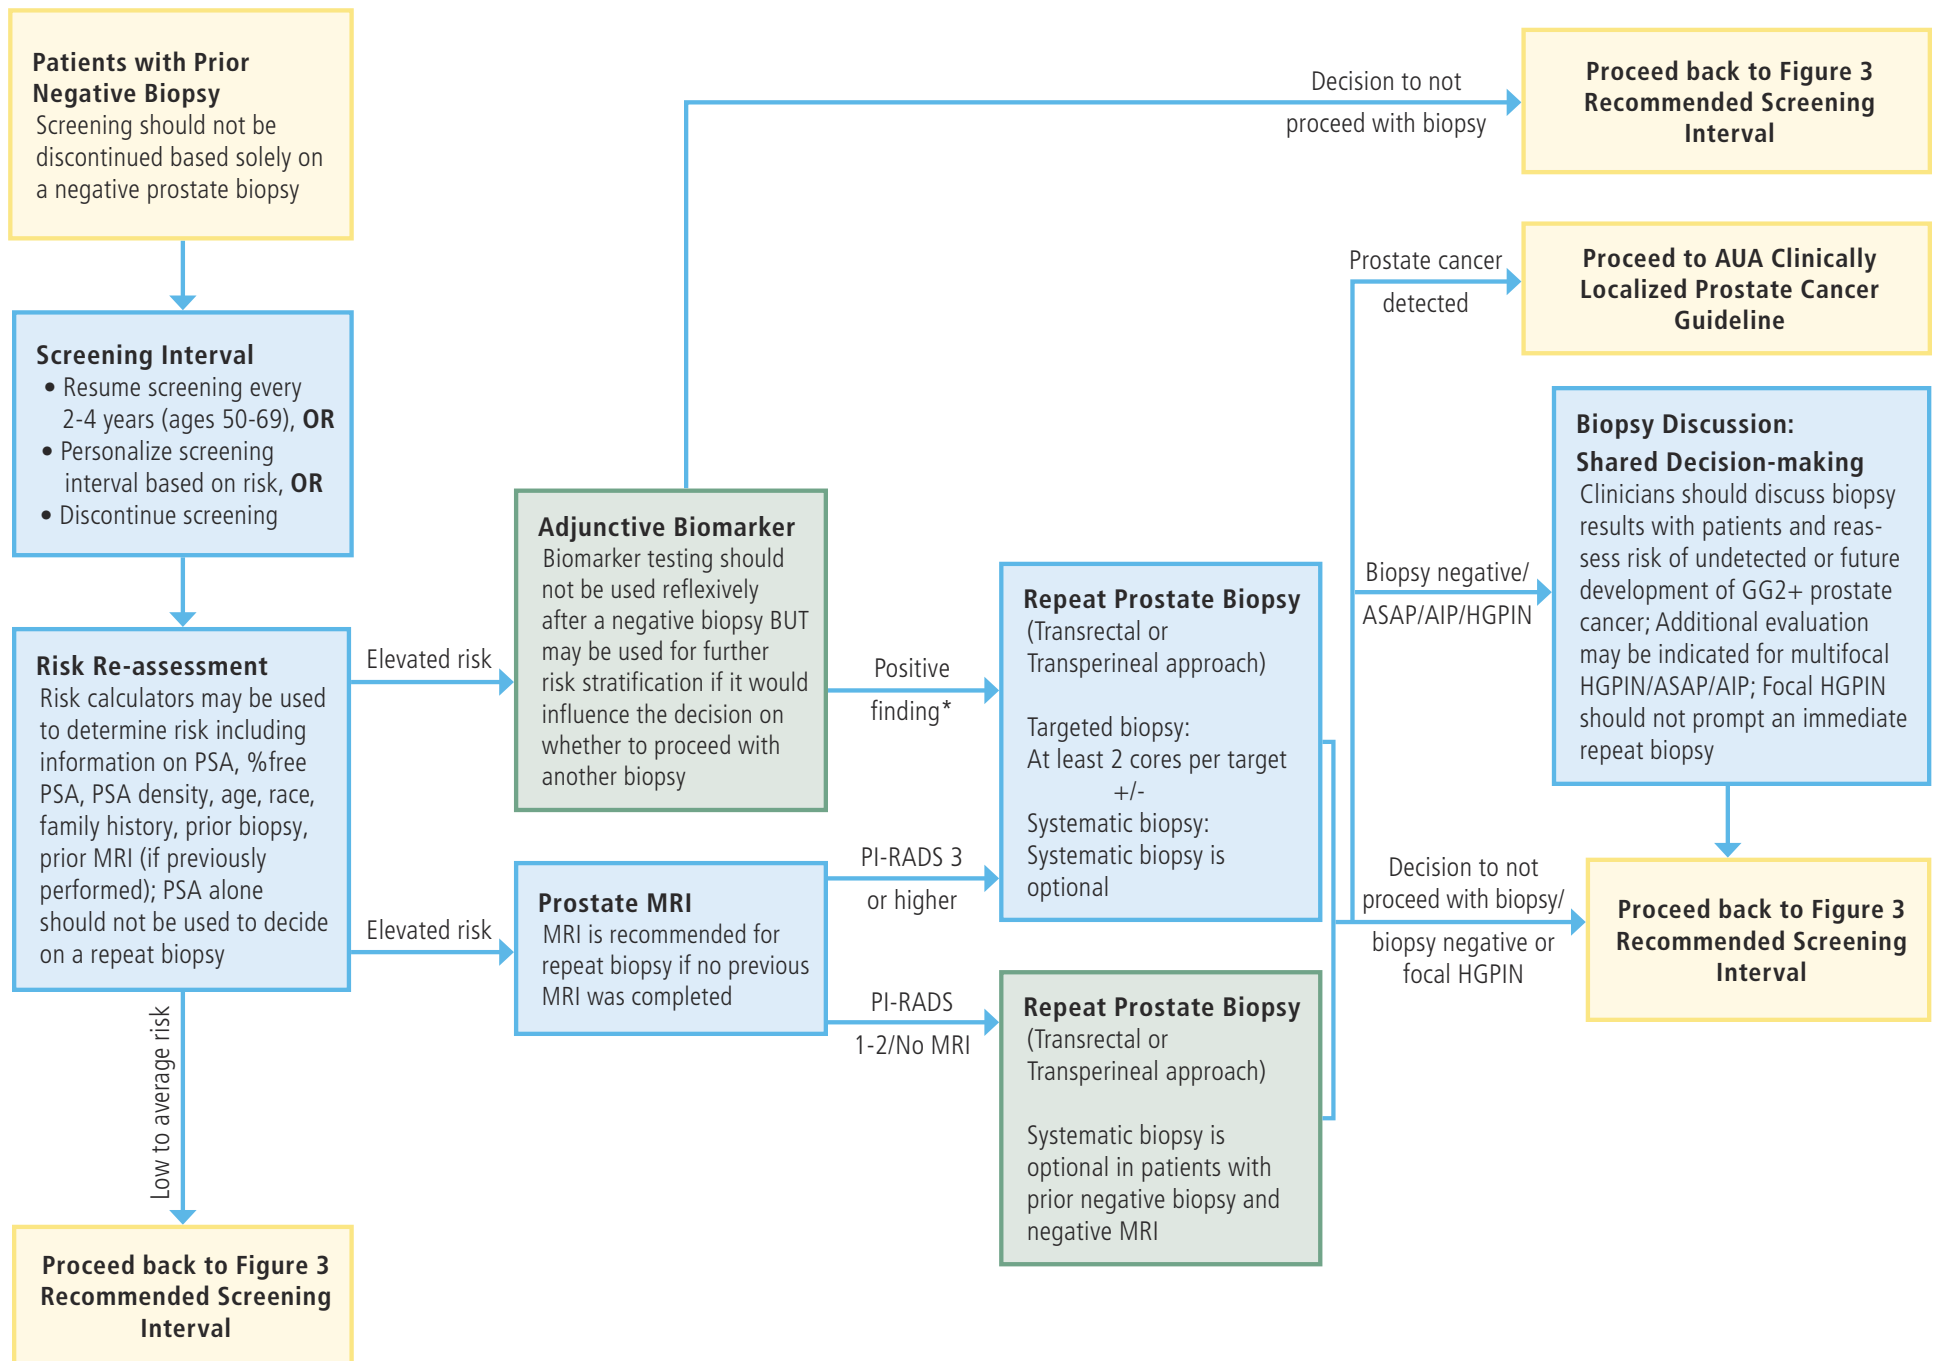 Patients with Prior
Negative Biopsy
Screening should not be
discontinued based solely on
a negative prostate biopsy
Screening Interval
• Resume screening every
2-4 years (ages 50-69), OR
• Personalize screening
interval based on risk, OR
• Discontinue screening
Risk Re-assessment
Risk calculators may be used
to determine risk including
information on PSA, %free
PSA, PSA density, age, race,
family history, prior biopsy,
prior MRI (if previously
performed); PSA alone
should not be used to decide
on a repeat biopsy
Low to average risk
Proceed back to Figure 3
Recommended Screening
Interval
Elevated risk
Elevated risk
Adjunctive Biomarker
Biomarker testing should
not be used reflexively
after a negative biopsy BUT
may be used for further
risk stratification if it would
influence the decision on
whether to proceed with
another biopsy
Prostate MRI
MRI is recommended for
repeat biopsy if no previous
MRI was completed
Decision to not
proceed with biopsy
Proceed back to Figure 3
Recommended Screening
Interval
Positive
finding*
PI-RADS 3
or higher
PI-RADS
1-2/No MRI
Repeat Prostate Biopsy
(Transrectal or
Transperineal approach)
Targeted biopsy:
At least 2 cores per target
+/-
Systematic biopsy:
Systematic biopsy is
optional
Repeat Prostate Biopsy
(Transrectal or
Transperineal approach)
Systematic biopsy is
optional in patients with
prior negative biopsy and
negative MRI
Prostate cancer
detected
Proceed to AUA Clinically
Localized Prostate Cancer
Guideline
Biopsy negative/
ASAP/AIP/HGPIN
Biopsy Discussion:
Shared Decision-making
Clinicians should discuss biopsy
results with patients and reas-
sess risk of undetected or future
development of GG2+ prostate
cancer; Additional evaluation
may be indicated for multifocal
HGPIN/ASAP/AIP; Focal HGPIN
should not prompt an immediate
repeat biopsy
Decision to not
proceed with biopsy/
biopsy negative or
focal HGPIN
Proceed back to Figure 3
Recommended Screening
Interval